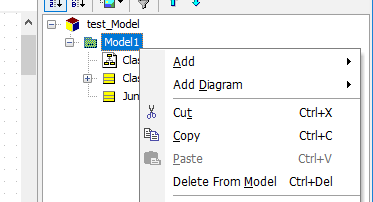 test_Model
Model1
Clas
Clas
Jun
Add
Add Diagram
Cut Ctrl+X
Copy Ctrl+C
Paste Ctrl+V
Delete From Model Ctrl+Del